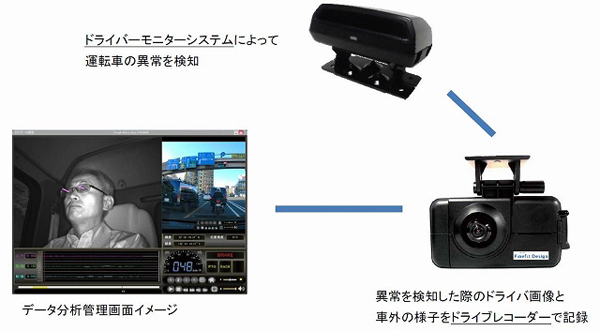 ドライバーモニターシステムによって
運転車の異常を検知
Fairfit Design
048
BRAKE
データ分析管理画面イメージ
異常を検知した際のドライバ画像と
車外の様子をドライブレコーダーで記録